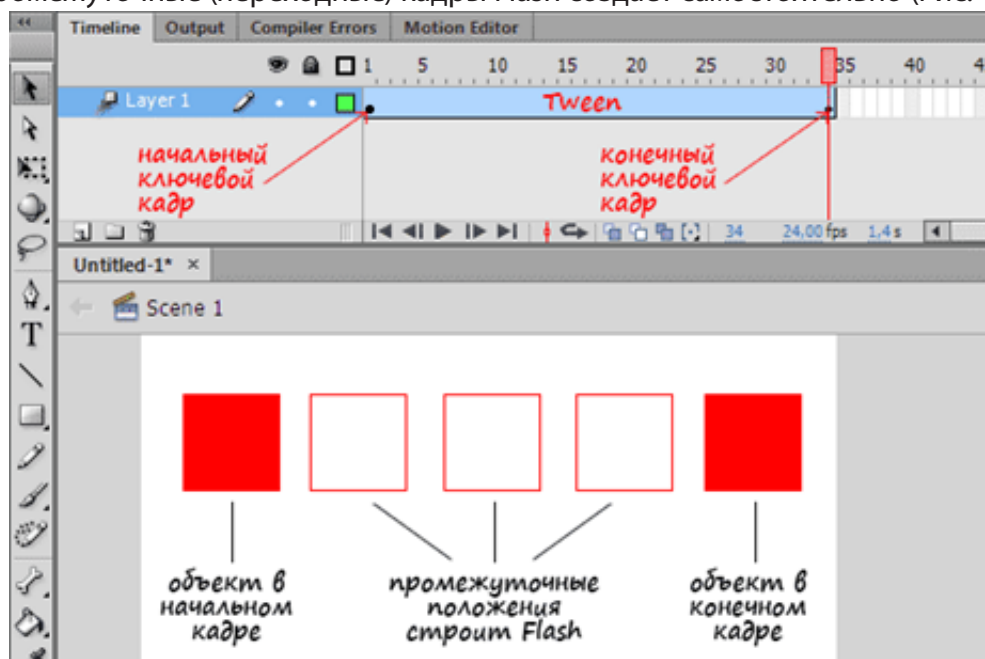 Timeline Output Compiler Errors Motion Editor
1 5 10 15 20 25 30 35 40
Layer 1 Tween
начальный
ключевой
кадр
конечный
ключевой
кадр
34 24,00 fps 1,4 s
Untitled-1* ×
Scene 1
T
объект в
начальном
кадре
промежуточные
положения
строит Flash
объект в
конечном
кадре